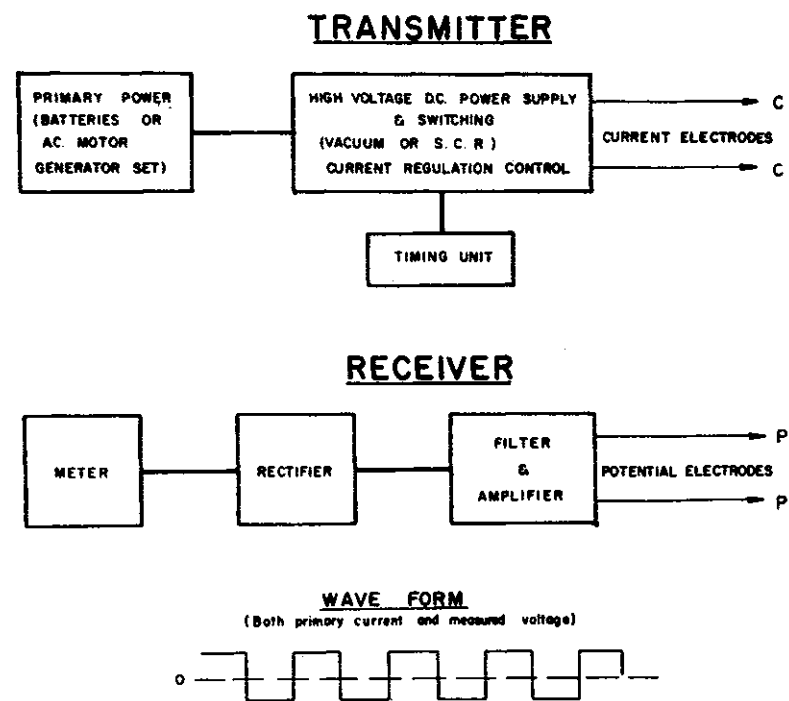 TRANSMITTER
PRIMARY POWER
(BATTERIES OR
AC. MOTOR
GENERATOR SET)
HIGH VOLTAGE D.C. POWER SUPPLY
& SWITCHING
(VACUUM OR S.C.R)
CURRENT REGULATION CONTROL
C
CURRENT ELECTRODES
C
TIMING UNIT
RECEIVER
METER
RECTIFIER
FILTER
&
AMPLIFIER
P
POTENTIAL ELECTRODES
P
WAVE FORM
(Both primary current and measured voltage)
0